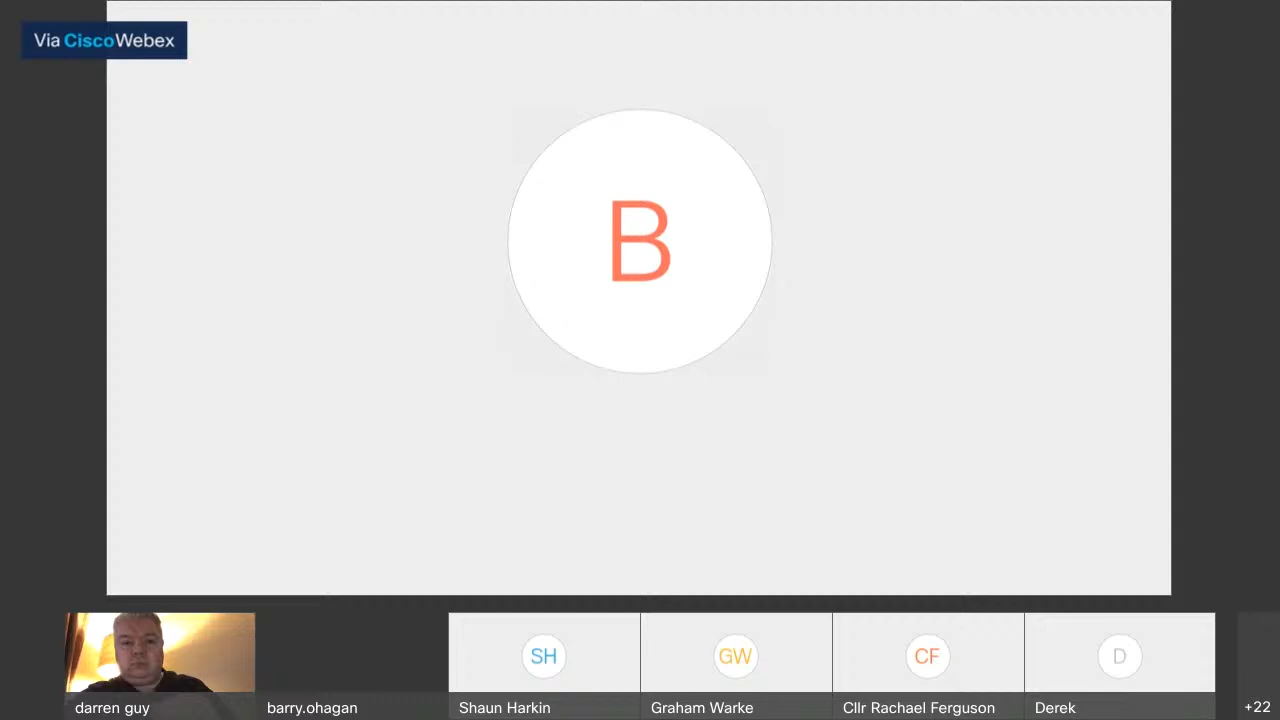 Via CiscoWebex
B
SH
GW
CF
D
darren guy
barry.ohagan
Shaun Harkin
Graham Warke
Cllr Rachael Ferguson
Derek
+22